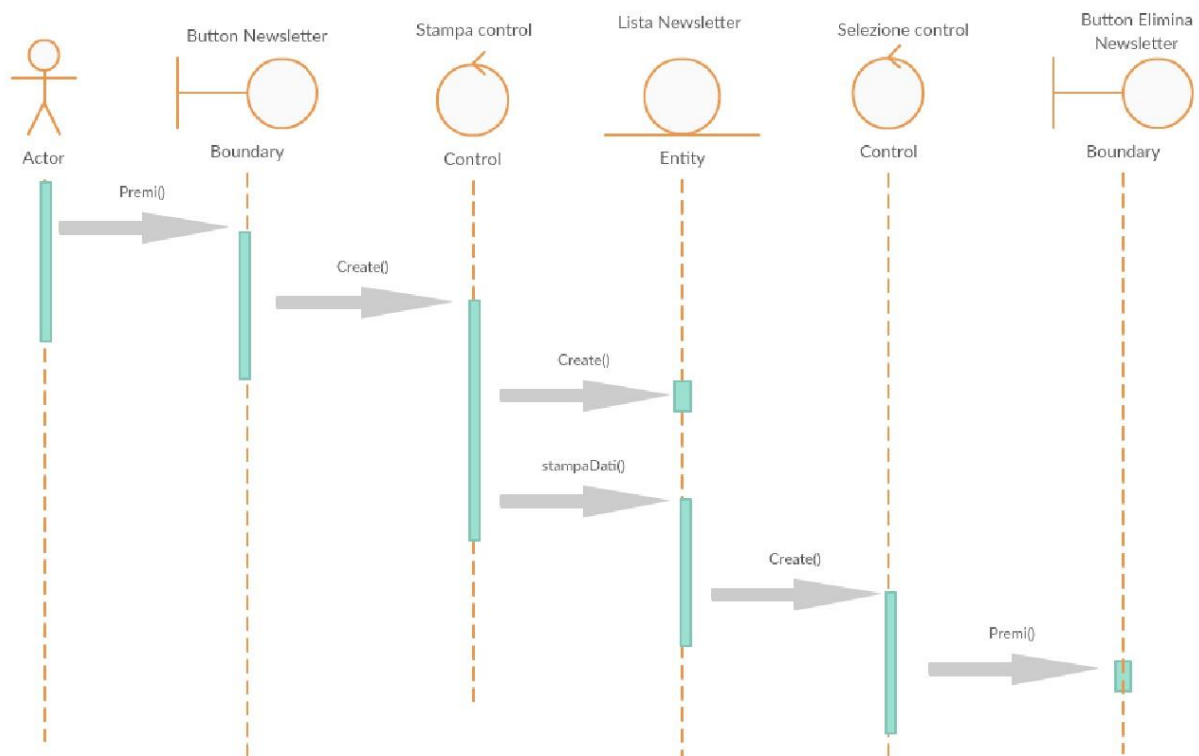 Button Newsletter
Stampa control
Lista Newsletter
Selezione control
Button Elimina
Newsletter
Actor
Boundary
Control
Entity
Control
Boundary
Premi()
Create()
Create()
stampaDati()
Create()
Premi()